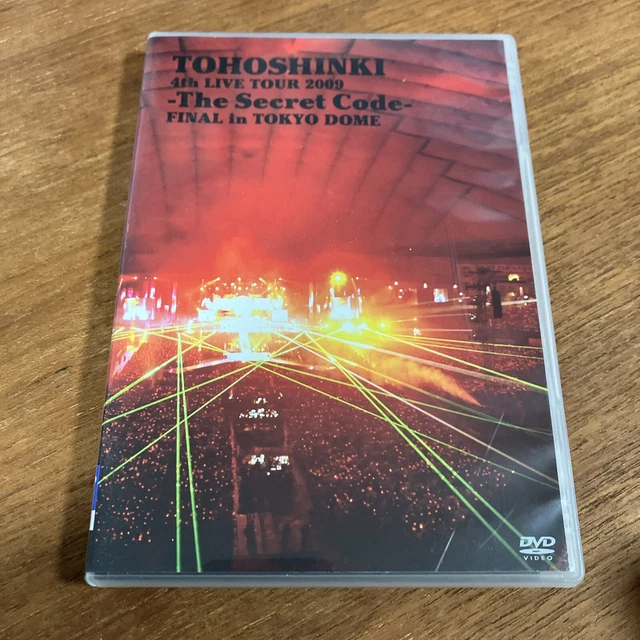 TOHOSHINKI
4th LIVE TOUR 2009
-The Secret Code-
FINAL in TOKYO DOME
DVD
VIDEO